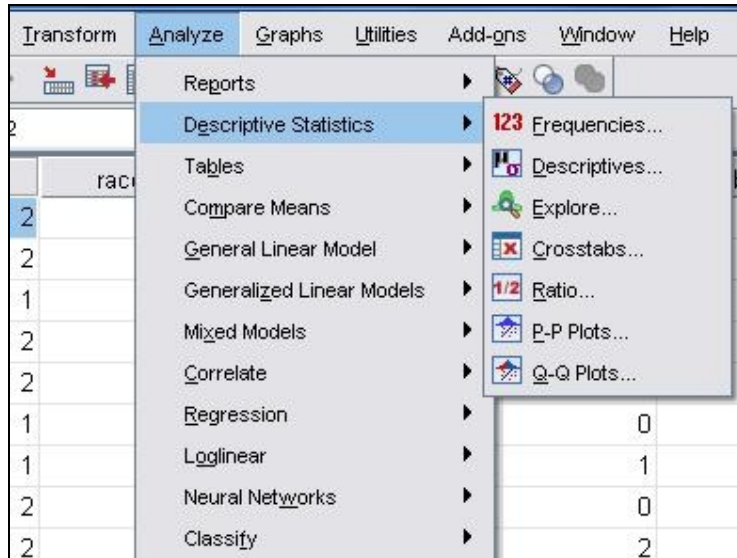 Transform Analyze Graphs Utilities Add-ons Window Help
2
Reports
Descriptive Statistics
Tables
Compare Means
General Linear Model
Generalized Linear Models
Mixed Models
Correlate
Regression
Loglinear
Neural Networks
Classify
123 Frequencies...
μσ Descriptives...
Explore...
Crosstabs...
1/2 Ratio...
P-P Plots...
Q-Q Plots...
2
2
1
2
2
1 0
1 1
2 0
2 2